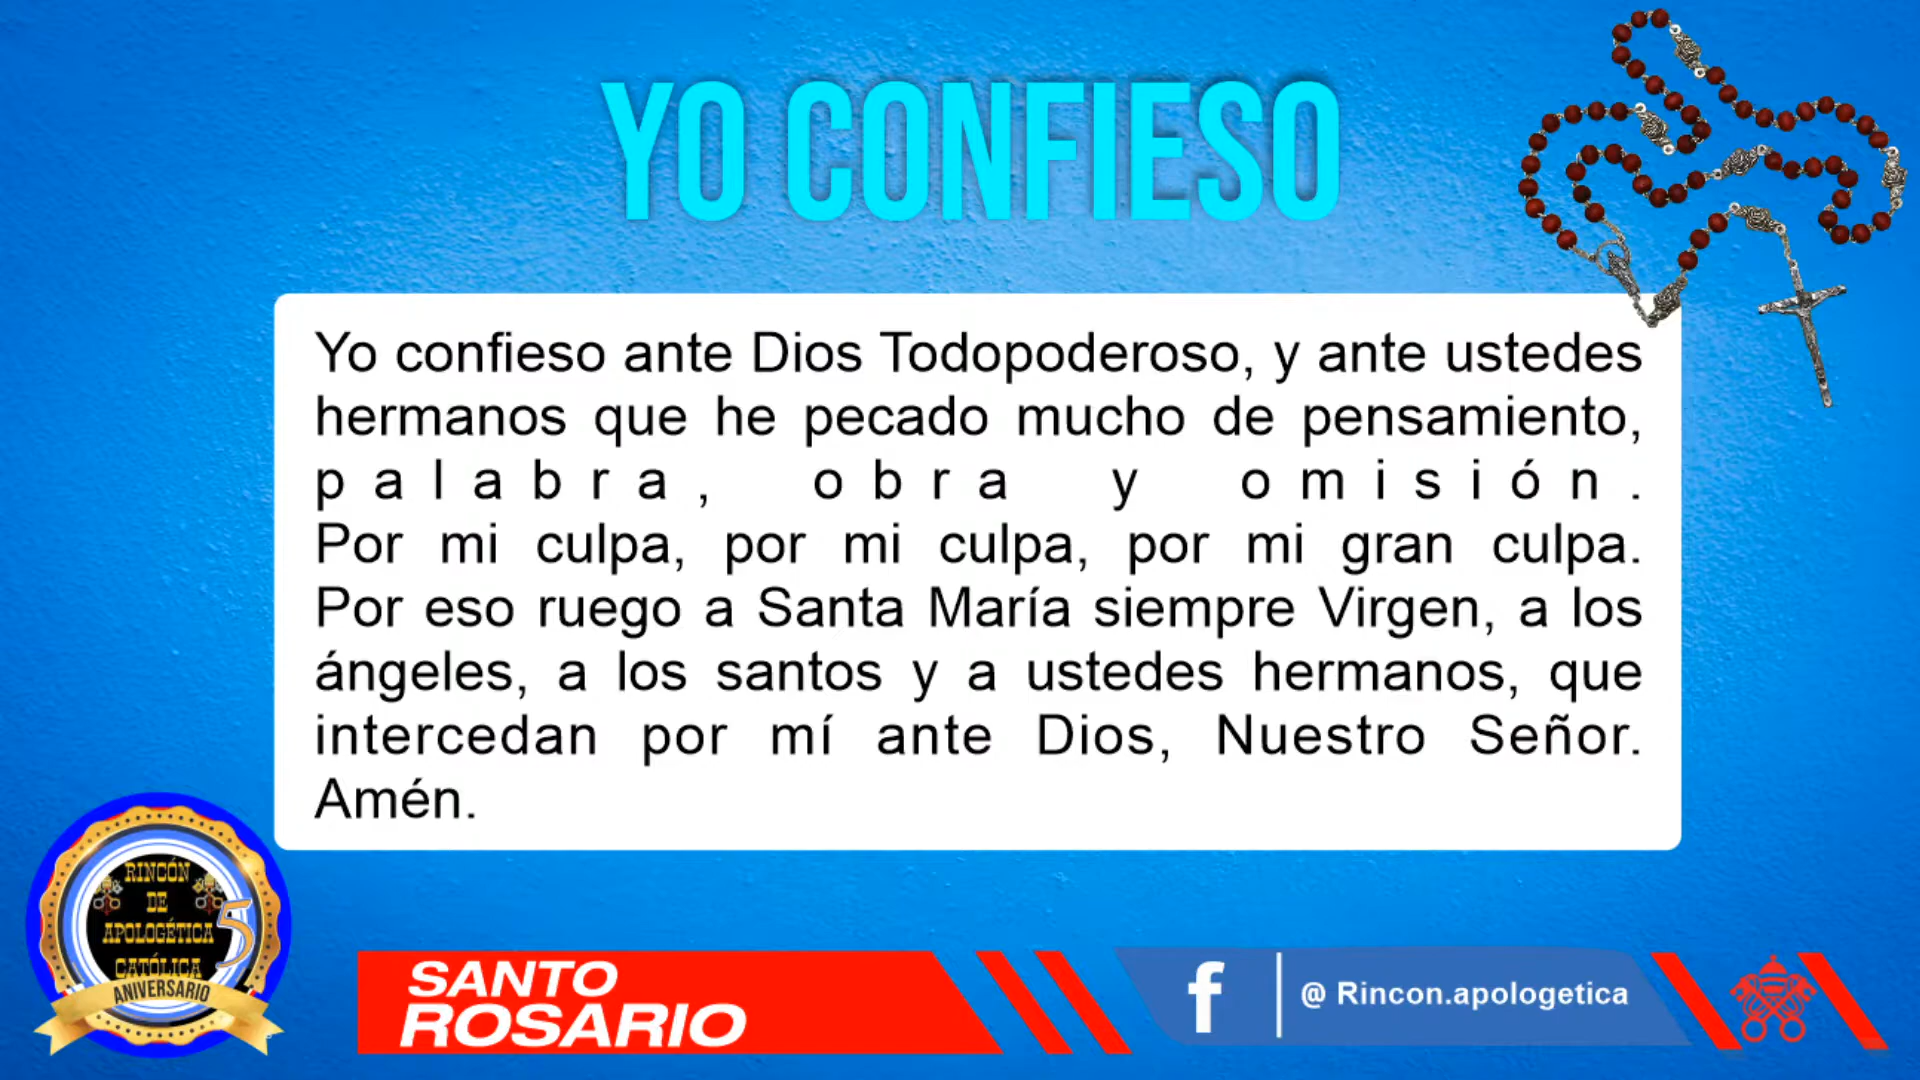 YO CONFIESO
Yo confieso ante Dios Todopoderoso, y ante ustedes
hermanos que he pecado mucho de pensamiento,
palabra, obra y omisión.
Por mi culpa, por mi culpa, por mi gran culpa.
Por eso ruego a Santa María siempre Virgen, a los
ángeles, a los santos y a ustedes hermanos, que
intercedan por mí ante Dios, Nuestro Señor.
Amén.
RINCÓN
DE
APOLOGÉTICA
CATÓLICA
5
ANIVERSARIO
SANTO
ROSARIO
f
@ Rincon.apologetica